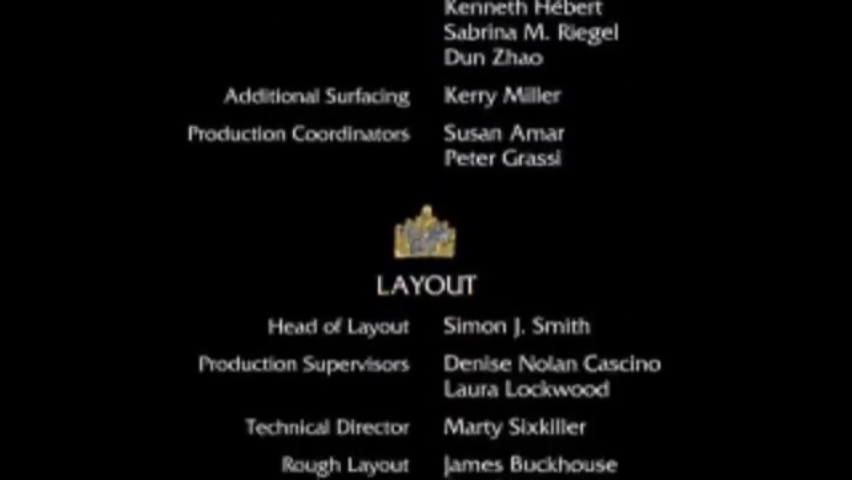 Kenneth Hébert
Sabrina M. Riegel
Dun Zhao
Additional Surfacing Kerry Miller
Production Coordinators Susan Amar
Peter Grassi
LAYOUT
Head of Layout Simon J. Smith
Production Supervisors Denise Nolan Cascino
Laura Lockwood
Technical Director Marty Sixkiller
Rough Layout James Buckhouse